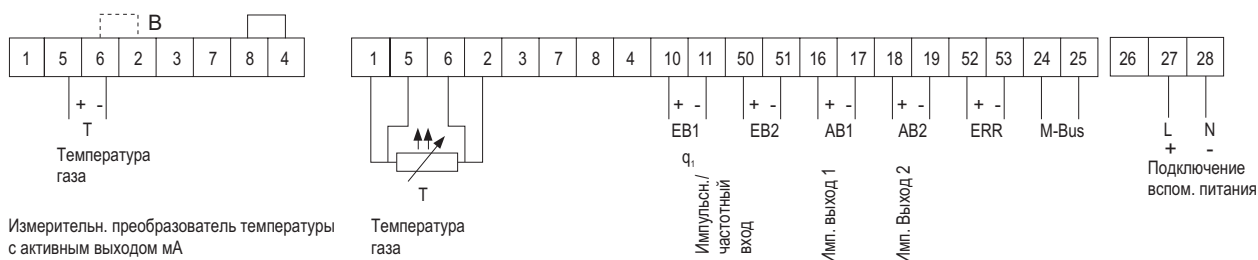 B
1 5 6 2 3 7 8 4
+ -
T
Температура
газа
Измерительн. преобразователь температуры
с активным выходом мА
1 5 6 2 3 7 8 4 10 11 50 51 16 17 18 19 52 53 24 25
T
Температура
газа
+ - + - + - + - + -
EB1 EB2 AB1 AB2 ERR M-Bus
q1
Импульсн./
частотный
вход
Имп. выход 1
Имп. Выход 2
26 27 28
L N
+ -
Подключение
вспом. питания